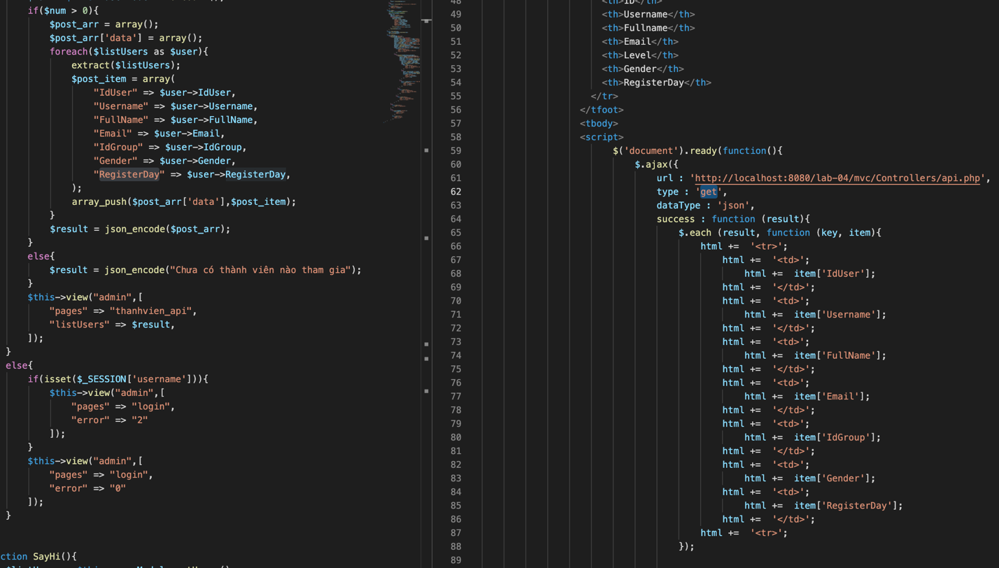 if($num > 0){
$post_arr = array();
$post_arr['data'] = array();
foreach($listUsers as $user){
extract($listUsers);
$post_item = array(
"IdUser" => $user->IdUser,
"Username" => $user->Username,
"FullName" => $user->FullName,
"Email" => $user->Email,
"IdGroup" => $user->IdGroup,
"Gender" => $user->Gender,
"RegisterDay" => $user->RegisterDay,
);
array_push($post_arr['data'],$post_item);
}
$result = json_encode($post_arr);
}
else{
$result = json_encode("Chưa có thành viên nào tham gia");
}
$this->view("admin",[
"pages" => "thanhvien_api",
"listUsers" => $result,
]);
}
else{
if(isset($_SESSION['username'])){
$this->view("admin",[
"pages" => "login",
"error" => "2"
]);
}
$this->view("admin",[
"pages" => "login",
"error" => "0"
]);
}
ction SayHi(){
48 <th>ID</th>
49 <th>Username</th>
50 <th>Fullname</th>
51 <th>Email</th>
52 <th>Level</th>
53 <th>Gender</th>
54 <th>RegisterDay</th>
55 </tr>
56 </tfoot>
57 <tbody>
58 <script>
59 $('document').ready(function(){
60 $.ajax({
61 url : 'http://localhost:8080/lab-04/mvc/Controllers/api.php',
62 type : 'get',
63 dataType : 'json',
64 success : function (result){
65 $.each (result, function (key, item){
66 html += '<tr>';
67 html += '<td>';
68 html += item['IdUser'];
69 html += '</td>';
70 html += '<td>';
71 html += item['Username'];
72 html += '</td>';
73 html += '<td>';
74 html += item['FullName'];
75 html += '</td>';
76 html += '<td>';
77 html += item['Email'];
78 html += '</td>';
79 html += '<td>';
80 html += item['IdGroup'];
81 html += '</td>';
82 html += '<td>';
83 html += item['Gender'];
84 html += '<td>';
85 html += item['RegisterDay'];
86 html += '</td>';
87 html += '<tr>';
88 });
89